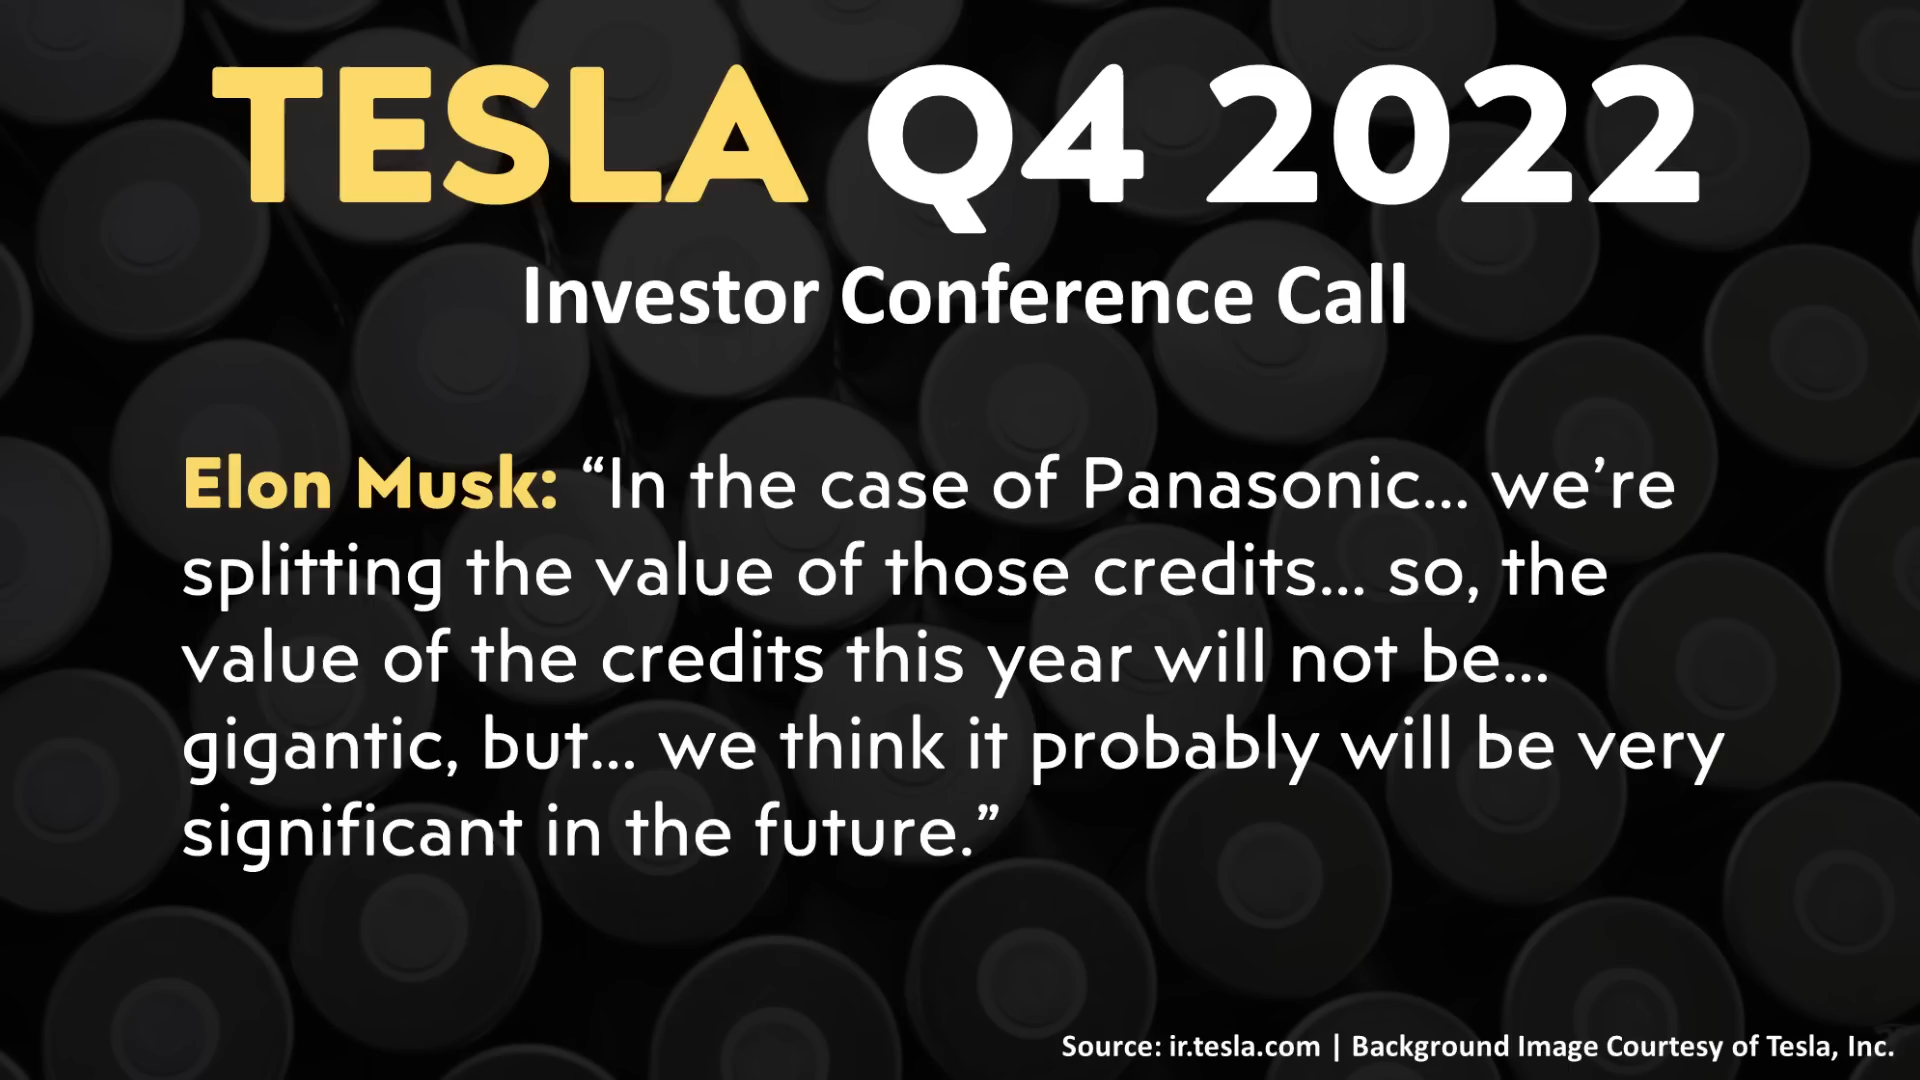 TESLA Q4 2022
Investor Conference Call
Elon Musk: “In the case of Panasonic... we’re
splitting the value of those credits... so, the
value of the credits this year will not be...
gigantic, but... we think it probably will be very
significant in the future.”
Source: ir.tesla.com | Background Image Courtesy of Tesla, Inc.